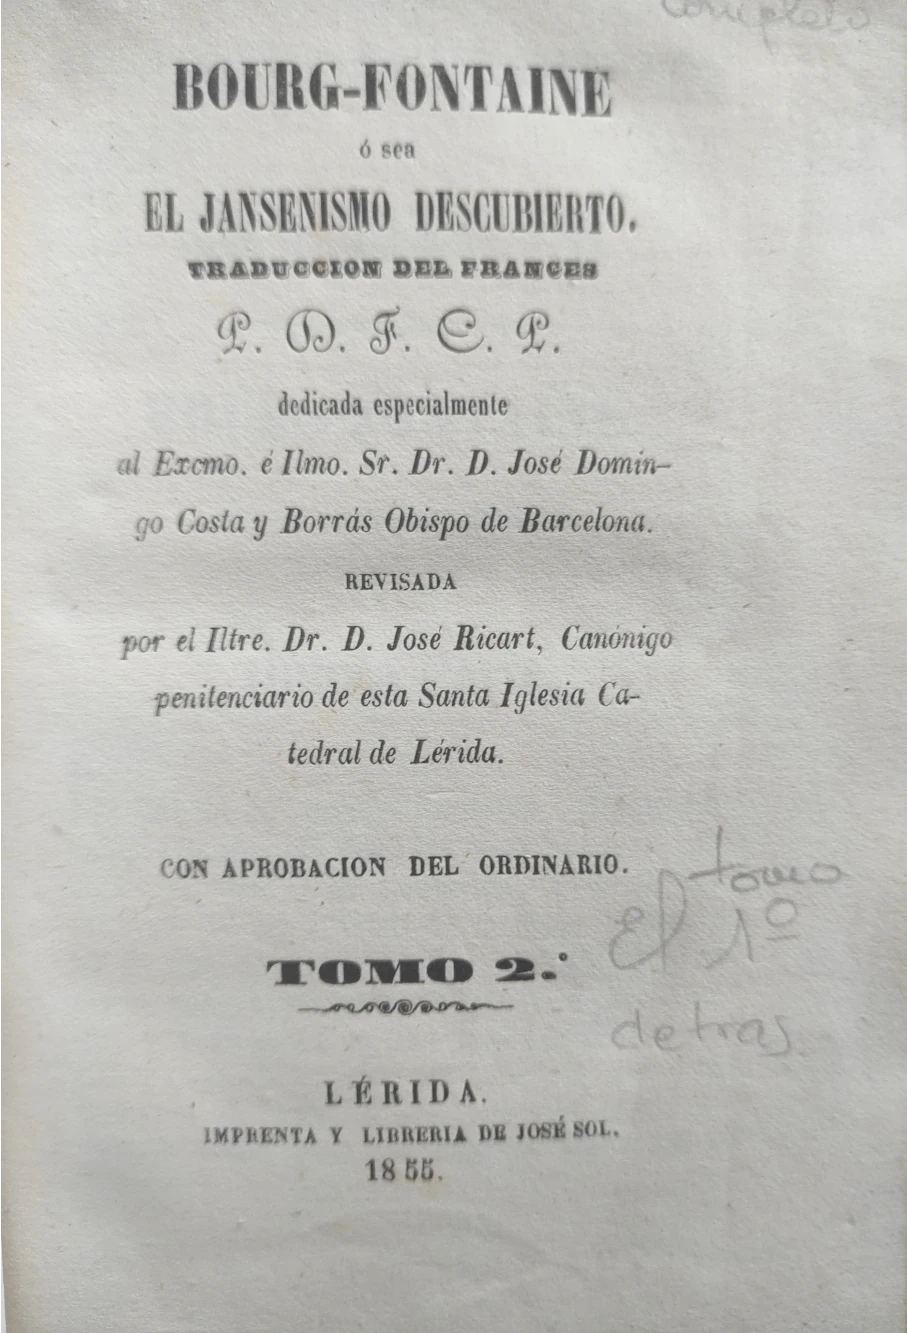 completo
BOURG-FONTAINE
ó sea
EL JANSENISMO DESCUBIERTO.
TRADUCCION DEL FRANCES
P. D. F. C. P.
dedicada especialmente
al Excmo. é Ilmo. Sr. Dr. D. José Domin-
go Costa y Borrás Obispo de Barcelona.
REVISADA
por el Iltre. Dr. D. José Ricart, Canónigo
penitenciario de esta Santa Iglesia Ca-
tedral de Lérida.
CON APROBACION DEL ORDINARIO.
tomo
El 1º
TOMO 2.º
detras.
LÉRIDA.
IMPRENTA Y LIBRERIA DE JOSÉ SOL.
1855.